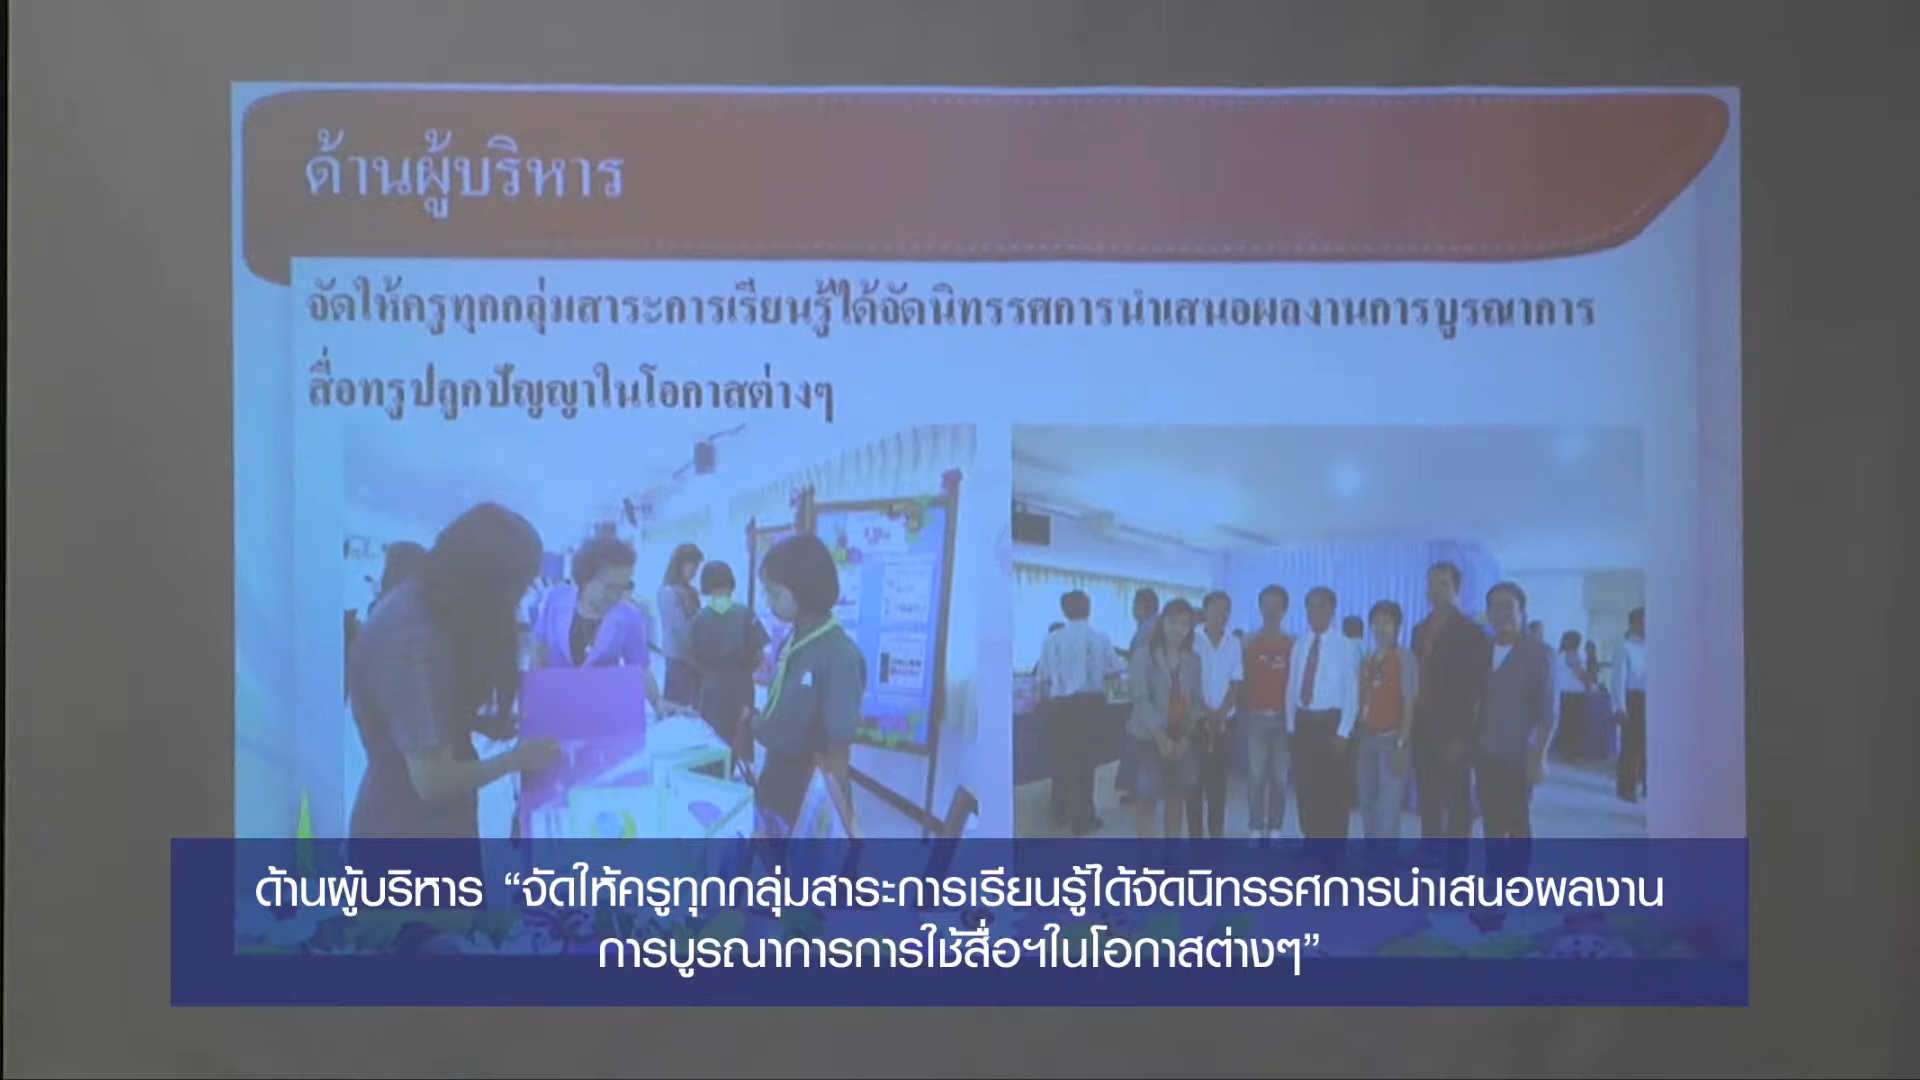 ด้านผู้บริหาร
จัดให้ครูทุกกลุ่มสาระการเรียนรู้ได้จัดนิทรรศการนำเสนอผลงานการบูรณาการ
สื่อทรูปลูกปัญญาในโอกาสต่างๆ
ด้านผู้บริหาร “จัดให้ครูทุกกลุ่มสาระการเรียนรู้ได้จัดนิทรรศการนำเสนอผลงาน
การบูรณาการการใช้สื่อฯในโอกาสต่างๆ”